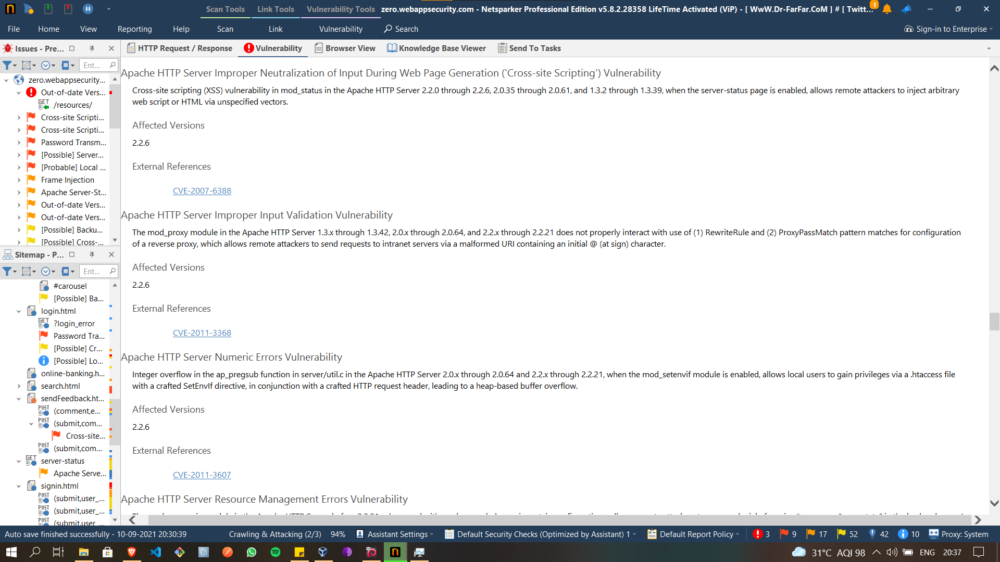 Scan Tools Link Tools Vulnerability Tools zero.webappsecurity.com - Netsparker Professional Edition v5.8.2.28358 LifeTime Activated (ViP) - [ WwW.Dr-FarFar.CoM ] # [ Twitt... 1
File Home View Reporting Help Scan Link Vulnerability Search Sign-in to Enterprise
Issues - Pre...
HTTP Request / Response Vulnerability Browser View Knowledge Base Viewer Send To Tasks
Ent...
zero.webappsecurity...
Out-of-date Vers...
GET /resources/
Cross-site Scripti...
Cross-site Scripti...
Password Transm...
[Possible] Server...
[Probable] Local ...
Frame Injection
Apache Server-St...
Out-of-date Vers...
Out-of-date Vers...
[Possible] Backu...
[Possible] Cross-...
Sitemap - P...
Ent...
#carousel
[Possible] Ba...
login.html
GET ?login_error
Password Tra...
[Possible] Cr...
[Possible] Lo...
online-banking.h...
search.html
sendFeedback.ht...
POST (comment,e...
POST (submit,com...
Cross-site...
POST (submit,com...
GET server-status
Apache Serve...
signin.html
POST (submit,user_...
POST (submit,user_...
POST (submit,user_...
Apache HTTP Server Improper Neutralization of Input During Web Page Generation ('Cross-site Scripting') Vulnerability
Cross-site scripting (XSS) vulnerability in mod_status in the Apache HTTP Server 2.2.0 through 2.2.6, 2.0.35 through 2.0.61, and 1.3.2 through 1.3.39, when the server-status page is enabled, allows remote attackers to inject arbitrary
web script or HTML via unspecified vectors.
Affected Versions
2.2.6
External References
CVE-2007-6388
Apache HTTP Server Improper Input Validation Vulnerability
The mod_proxy module in the Apache HTTP Server 1.3.x through 1.3.42, 2.0.x through 2.0.64, and 2.2.x through 2.2.21 does not properly interact with use of (1) RewriteRule and (2) ProxyPassMatch pattern matches for configuration
of a reverse proxy, which allows remote attackers to send requests to intranet servers via a malformed URI containing an initial @ (at sign) character.
Affected Versions
2.2.6
External References
CVE-2011-3368
Apache HTTP Server Numeric Errors Vulnerability
Integer overflow in the ap_pregsub function in server/util.c in the Apache HTTP Server 2.0.x through 2.0.64 and 2.2.x through 2.2.21, when the mod_setenvif module is enabled, allows local users to gain privileges via a .htaccess file
with a crafted SetEnvIf directive, in conjunction with a crafted HTTP request header, leading to a heap-based buffer overflow.
Affected Versions
2.2.6
External References
CVE-2011-3607
Apache HTTP Server Resource Management Errors Vulnerability
Auto save finished successfully - 10-09-2021 20:30:39 Crawling & Attacking (2/3) 94% Assistant Settings Default Security Checks (Optimized by Assistant) 1 Default Report Policy 3 9 17 52 42 10 Proxy: System
31°C AQI 98 ENG 20:37